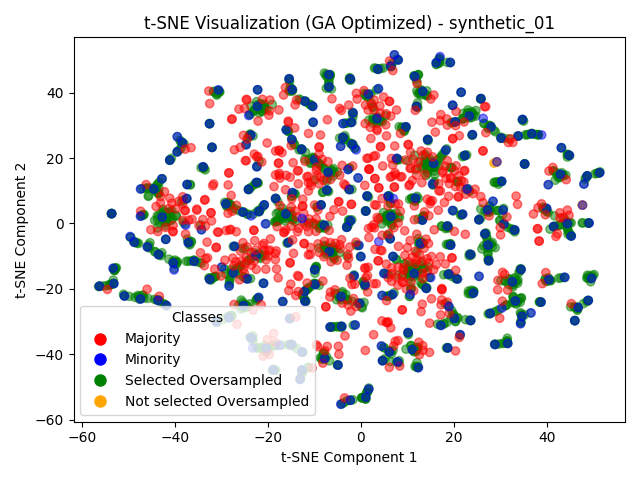 t-SNE Visualization (GA Optimized) - synthetic_01
t-SNE Component 2
40
20
0
−20
−40
−60
Classes
Majority
Minority
Selected Oversampled
Not selected Oversampled
−60 −40 −20 0 20 40
t-SNE Component 1